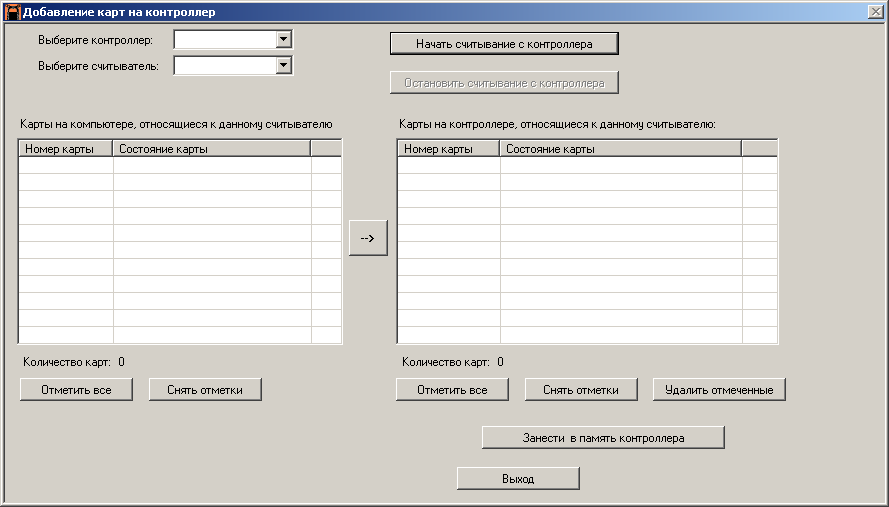 Добавление карт на контроллер
Выберите контроллер:
Начать считывание с контроллера
Выберите считыватель:
Остановить считывание с контроллера
Карты на компьютере, относящиеся к данному считывателю
Карты на контроллере, относящиеся к данному считывателю:
Номер карты Состояние карты
Номер карты Состояние карты
-->
Количество карт: 0
Количество карт: 0
Отметить все Снять отметки
Отметить все Снять отметки Удалить отмеченные
Занести в память контроллера
Выход